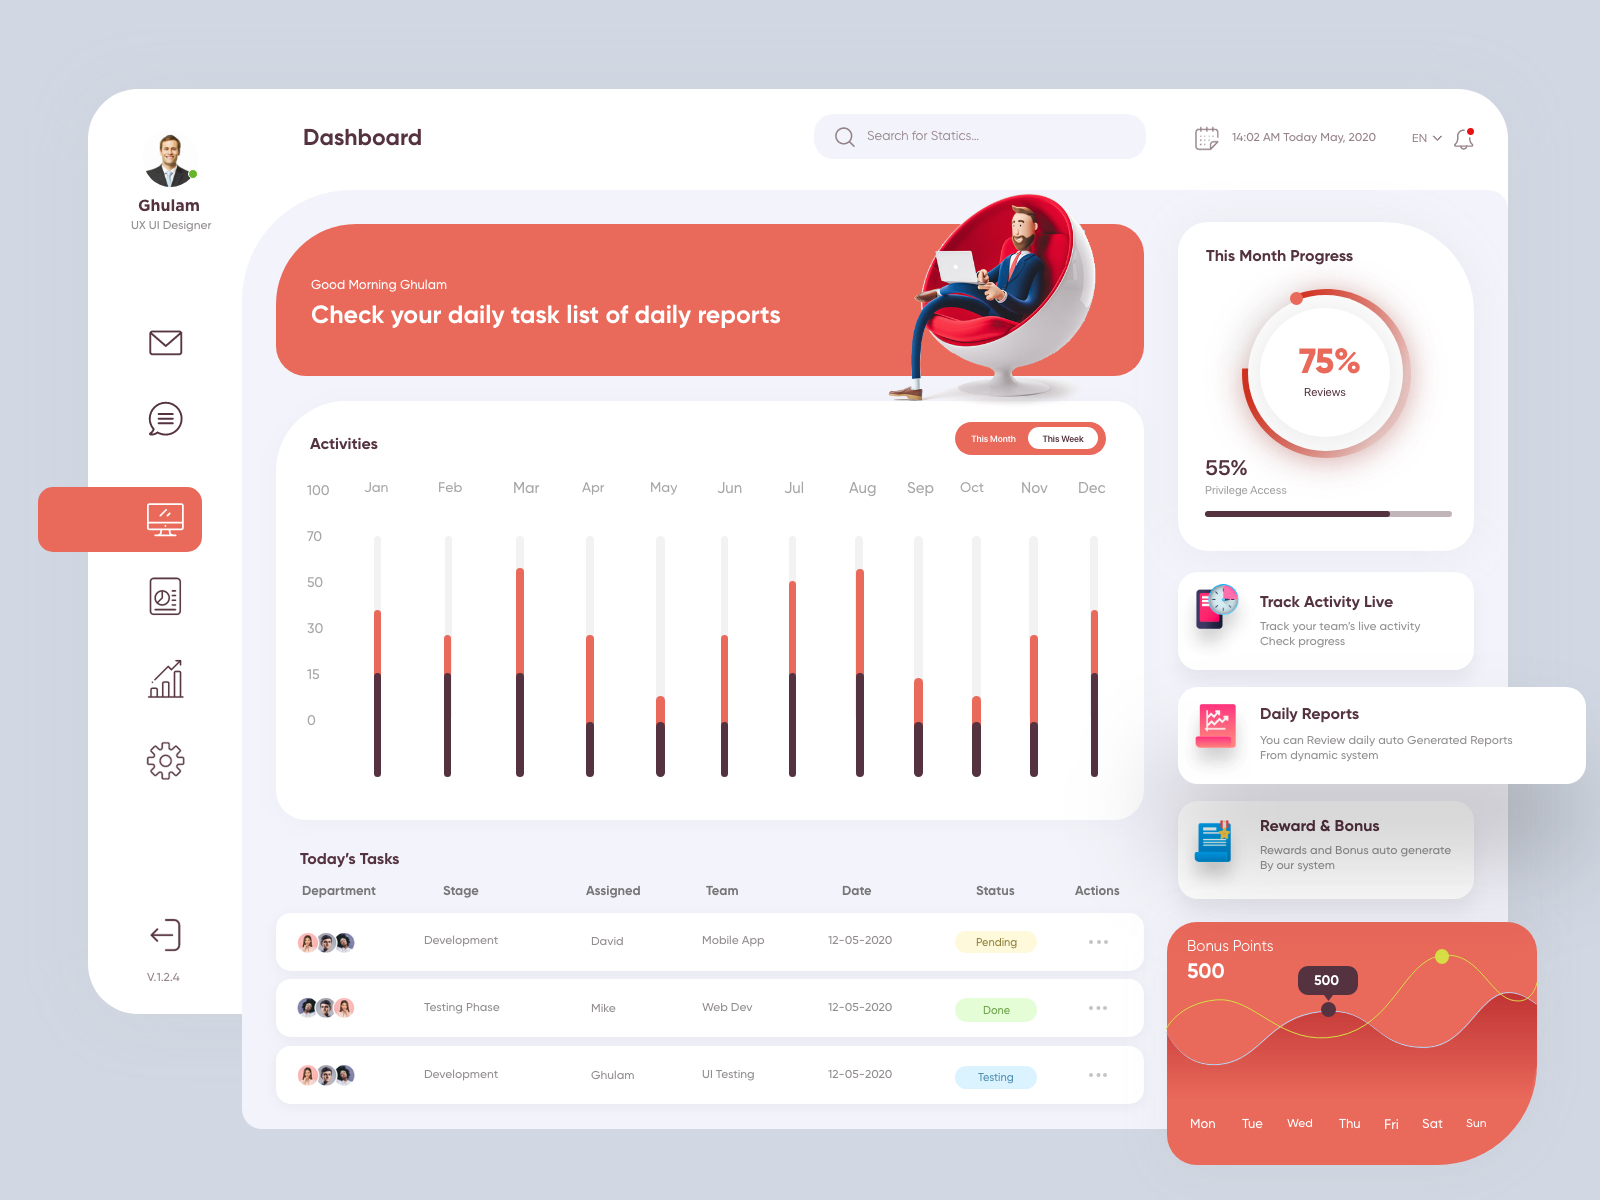 Dashboard
Search for Statics...
14:02 AM Today May, 2020
EN
Ghulam
UX UI Designer
V.1.2.4
Good Morning Ghulam
Check your daily task list of daily reports
Activities
This Month
This Week
100
Jan
Feb
Mar
Apr
May
Jun
Jul
Aug
Sep
Oct
Nov
Dec
70
50
30
15
0
Today's Tasks
Department
Stage
Assigned
Team
Date
Status
Actions
Development
David
Mobile App
12-05-2020
Pending
Testing Phase
Mike
Web Dev
12-05-2020
Done
Development
Ghulam
UI Testing
12-05-2020
Testing
This Month Progress
75%
Reviews
55%
Privilege Access
Track Activity Live
Track your team's live activity
Check progress
Daily Reports
You can Review daily auto Generated Reports
From dynamic system
Reward & Bonus
Rewards and Bonus auto generate
By our system
Bonus Points
500
500
Mon
Tue
Wed
Thu
Fri
Sat
Sun